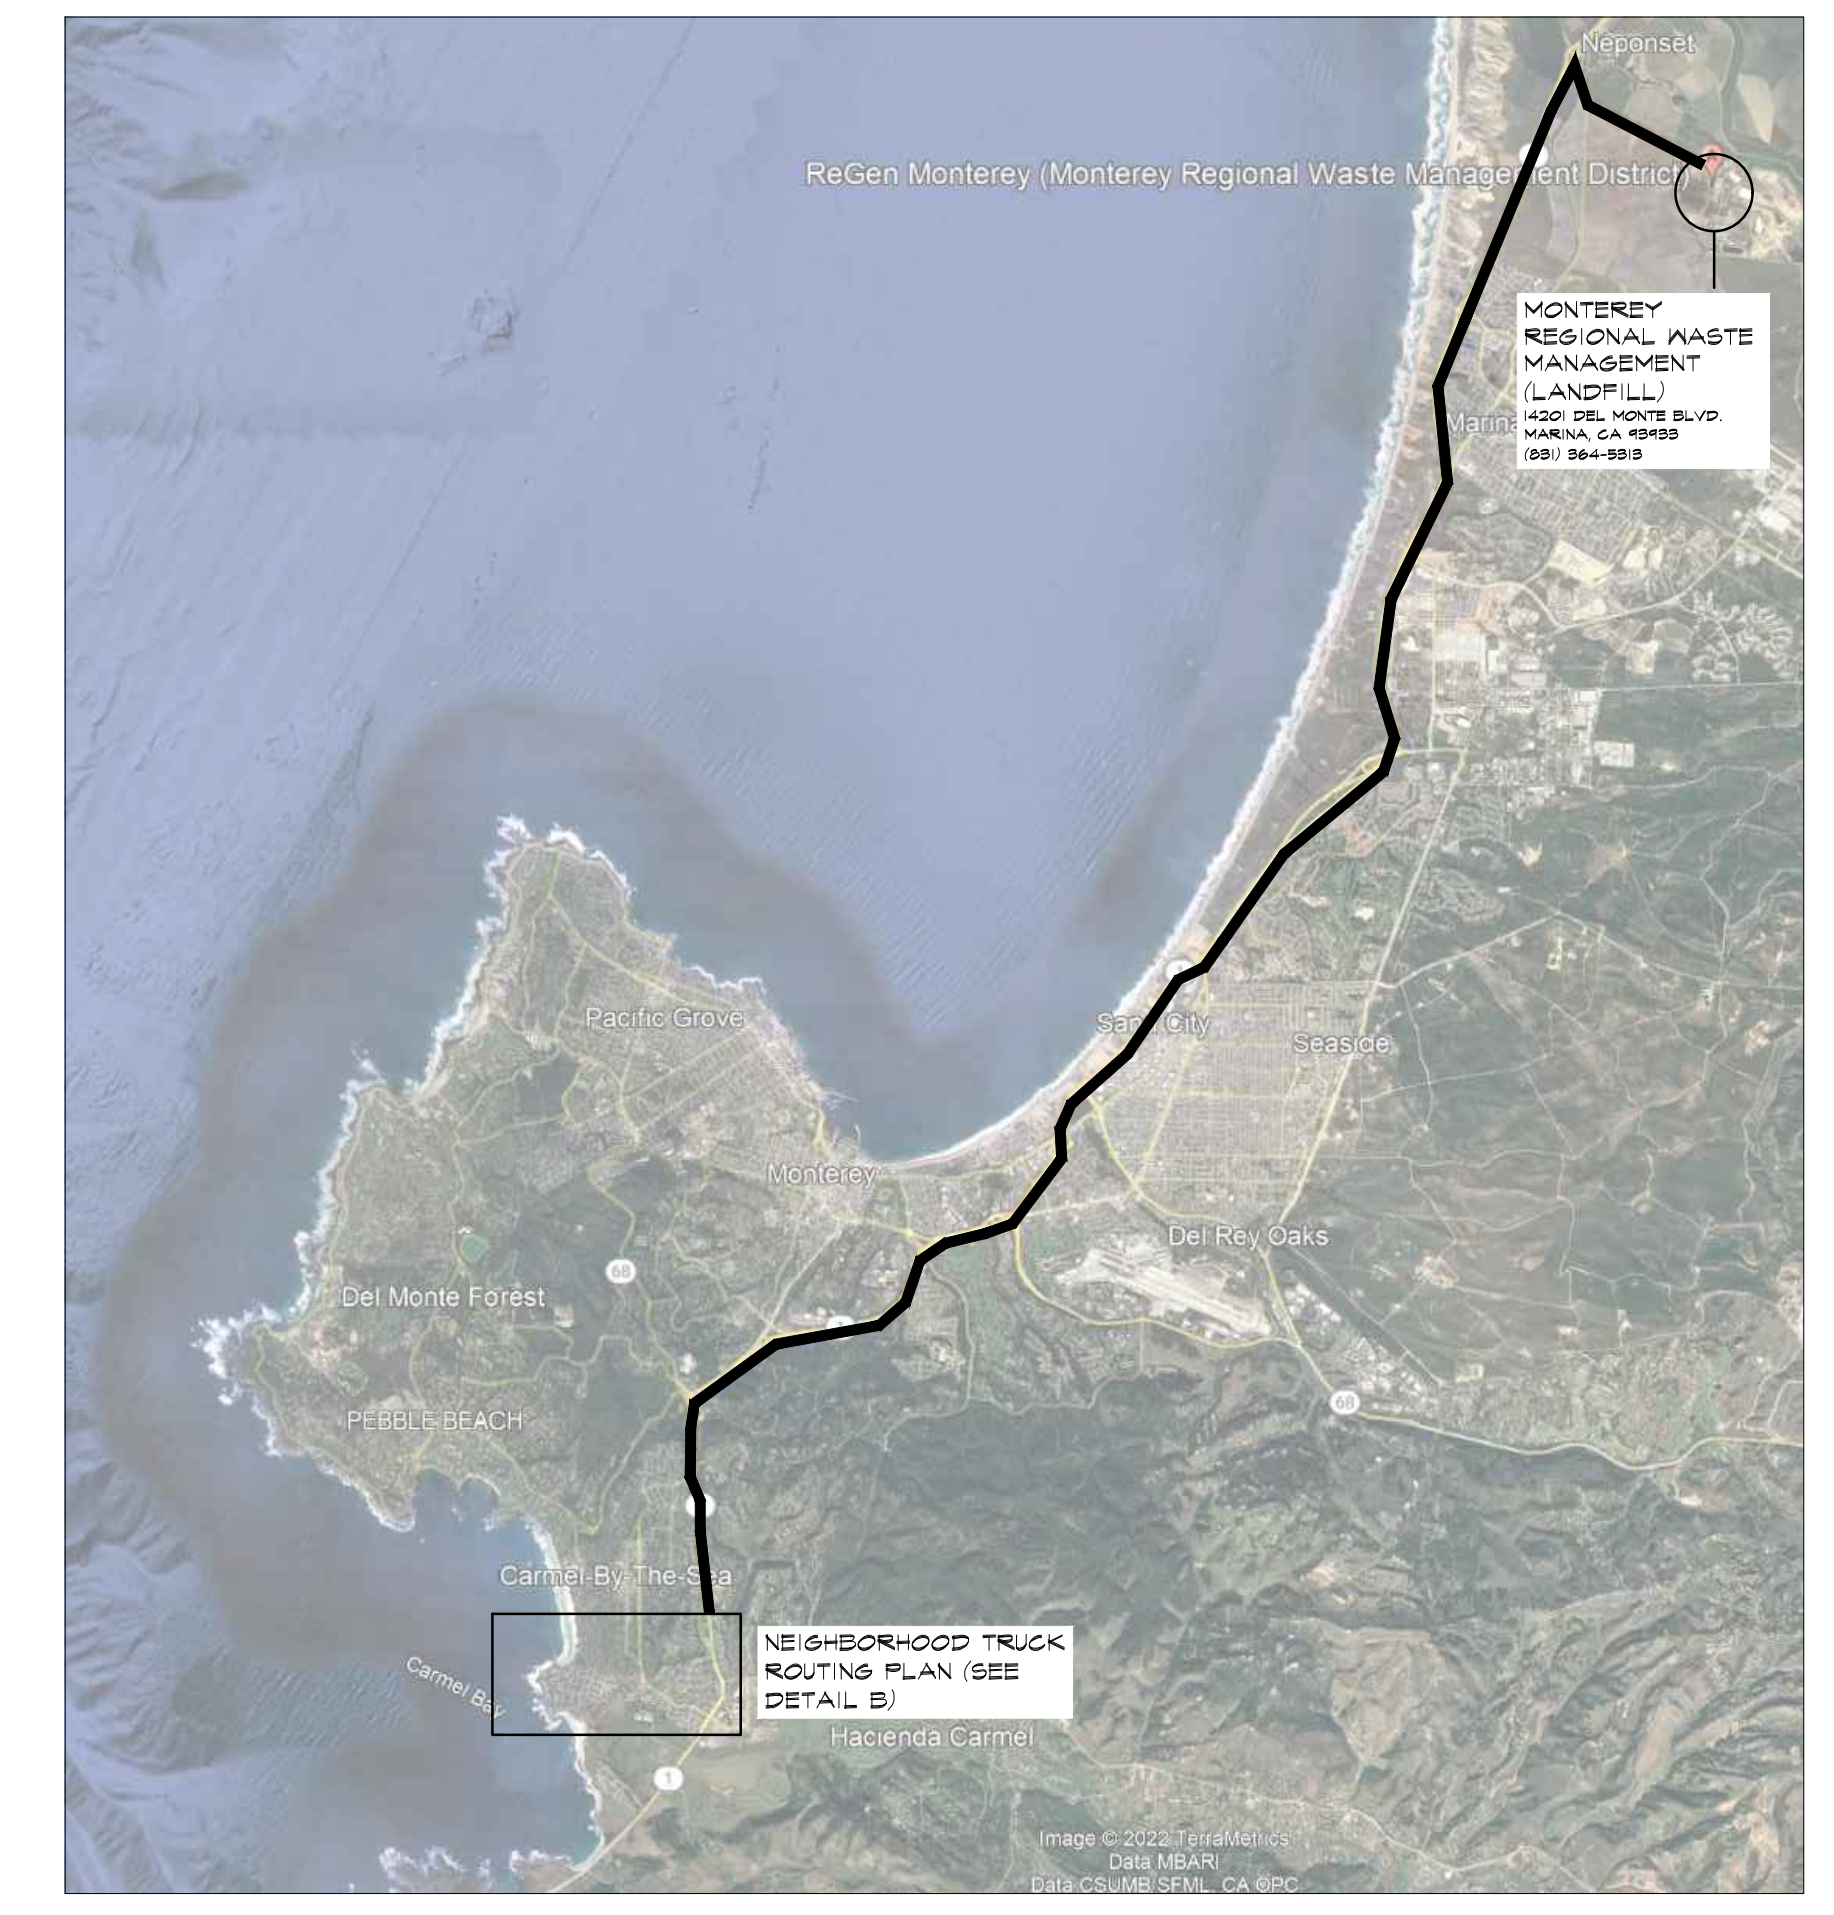 Neponset
ReGen Monterey (Monterey Regional Waste Management District)
MONTEREY
REGIONAL WASTE
MANAGEMENT
(LANDFILL)
14201 DEL MONTE BLVD.
MARINA, CA 93933
(831) 364-5313
Marina
Pacific Grove
Sand City
Seaside
Monterey
Del Rey Oaks
68
Del Monte Forest
PEBBLE BEACH
68
Carmel-By-The-Sea
NEIGHBORHOOD TRUCK
ROUTING PLAN (SEE
DETAIL B)
Carmel Bay
Hacienda Carmel
1
Image © 2022 TerraMetrics
Data MBARI
Data CSUMB SFML, CA OPC